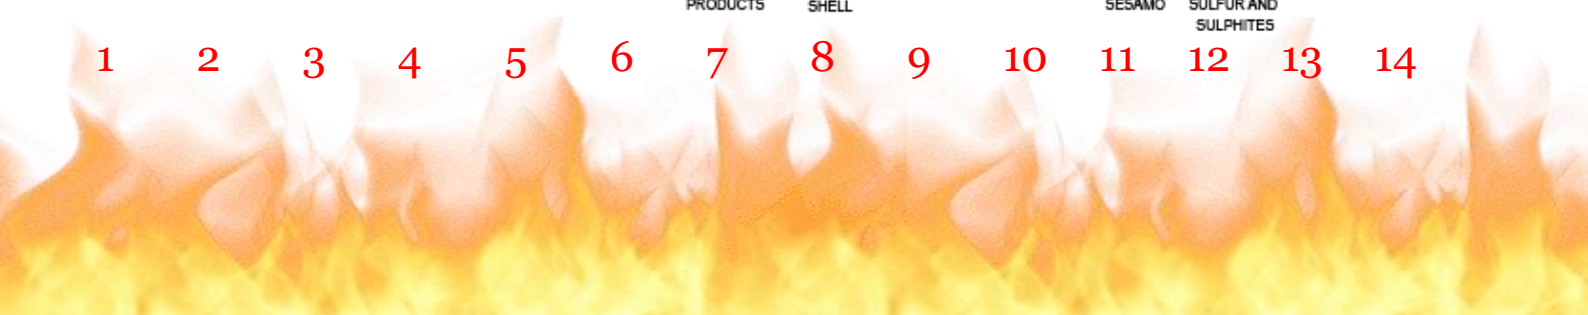 PRODUCTS SHELL SESAMO SULFUR AND
SULPHITES
1 2 3 4 5 6 7 8 9 10 11 12 13 14